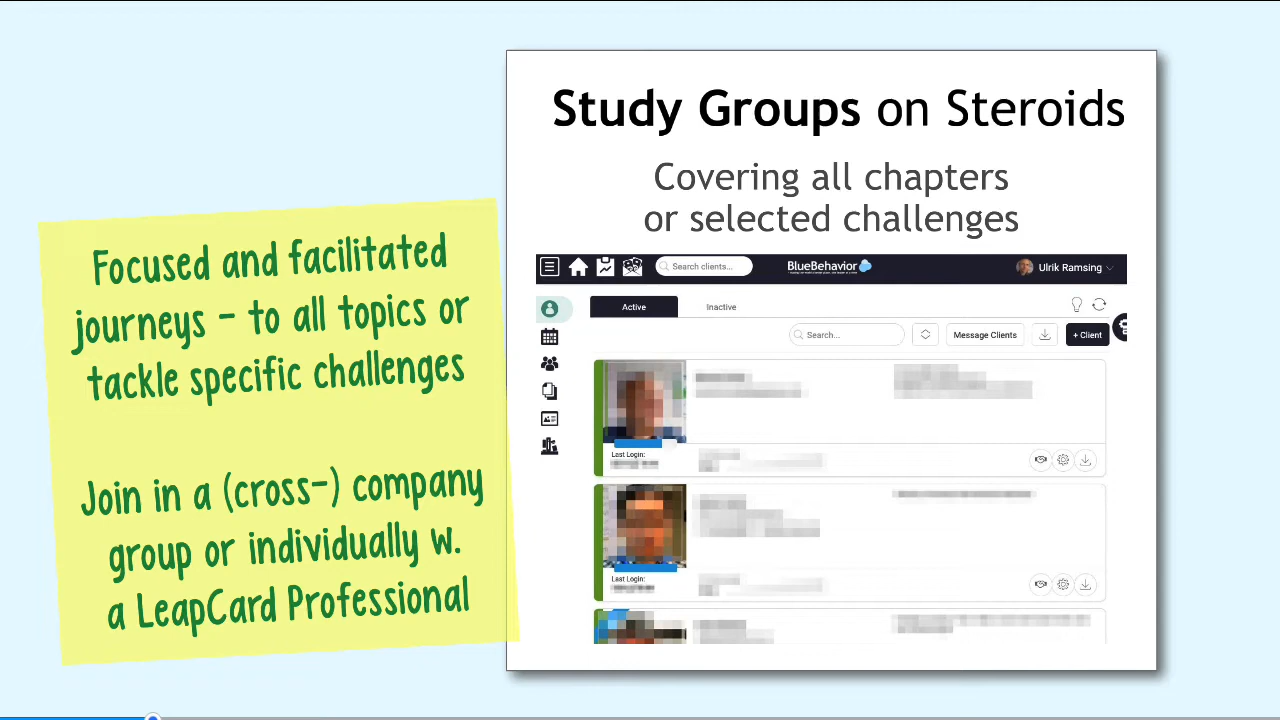 Study Groups on Steroids
Covering all chapters
or selected challenges
Focused and facilitated
journeys - to all topics or
tackle specific challenges
Join in a (cross-) company
group or individually w.
a LeapCard Professional
Search clients...
BlueBehavior
Ulrik Ramsing
Active
Inactive
Search...
Message Clients
+ Client
Last Login:
Last Login: